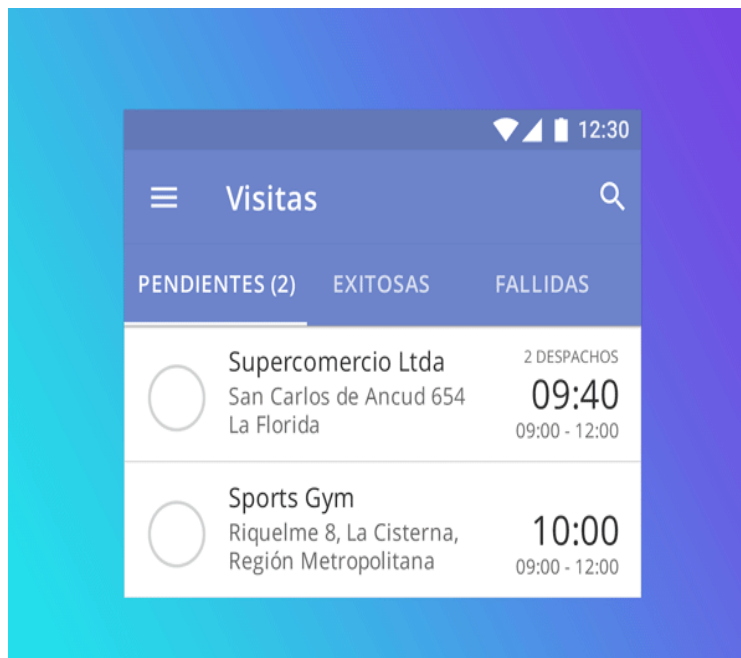 12:30
Visitas
PENDIENTES (2) EXITOSAS FALLIDAS
Supercomercio Ltda
San Carlos de Ancud 654
La Florida
2 DESPACHOS
09:40
09:00 - 12:00
Sports Gym
Riquelme 8, La Cisterna,
Región Metropolitana
10:00
09:00 - 12:00